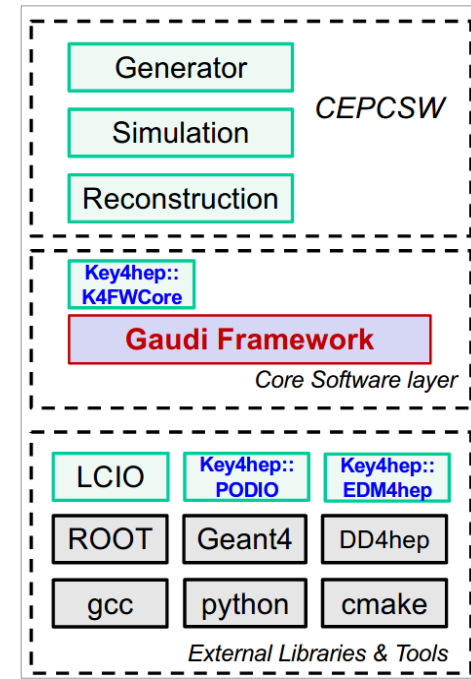 Generator
CEPCSW
Simulation
Reconstruction
Key4hep::
K4FWCore
Gaudi Framework
Core Software layer
LCIO
Key4hep::
PODIO
Key4hep::
EDM4hep
ROOT
Geant4
DD4hep
gcc
python
cmake
External Libraries & Tools